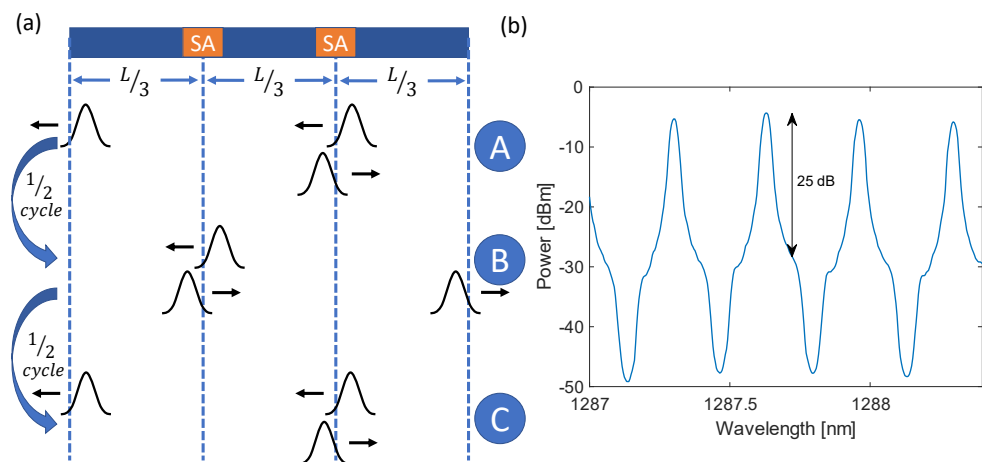 (a)
SA SA
L/3 L/3 L/3
A
1/2
cycle
B
1/2
cycle
C
(b)
Power [dBm]
0
-10
-20
-30
-40
-50
25 dB
1287 1287.5 1288
Wavelength [nm]